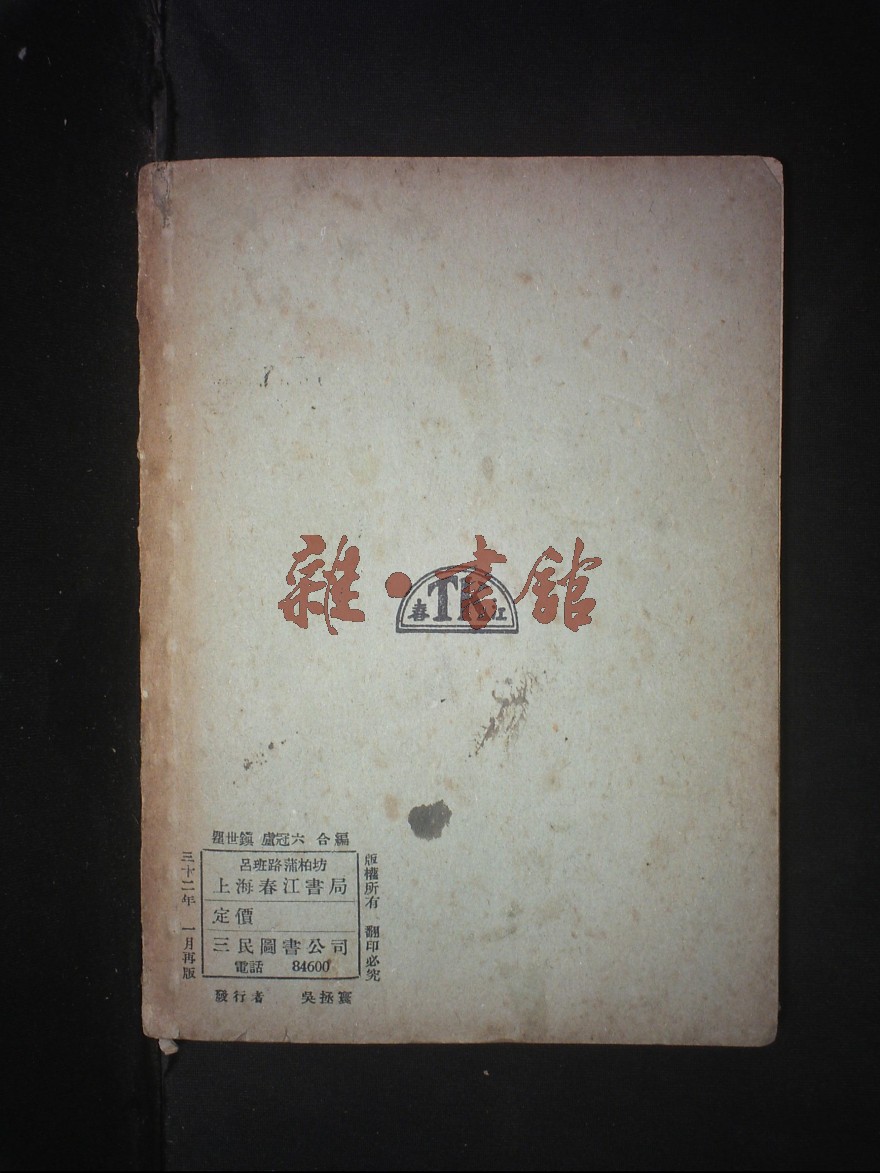 雜·書館
春TK江
瞿世鎮 盧冠六 合編
版權所有 翻印必究
呂班路蒲柏坊
上海春江書局
定價
三民圖書公司
電話 84600
三十二年 一月再版
發行者 吳拯寰